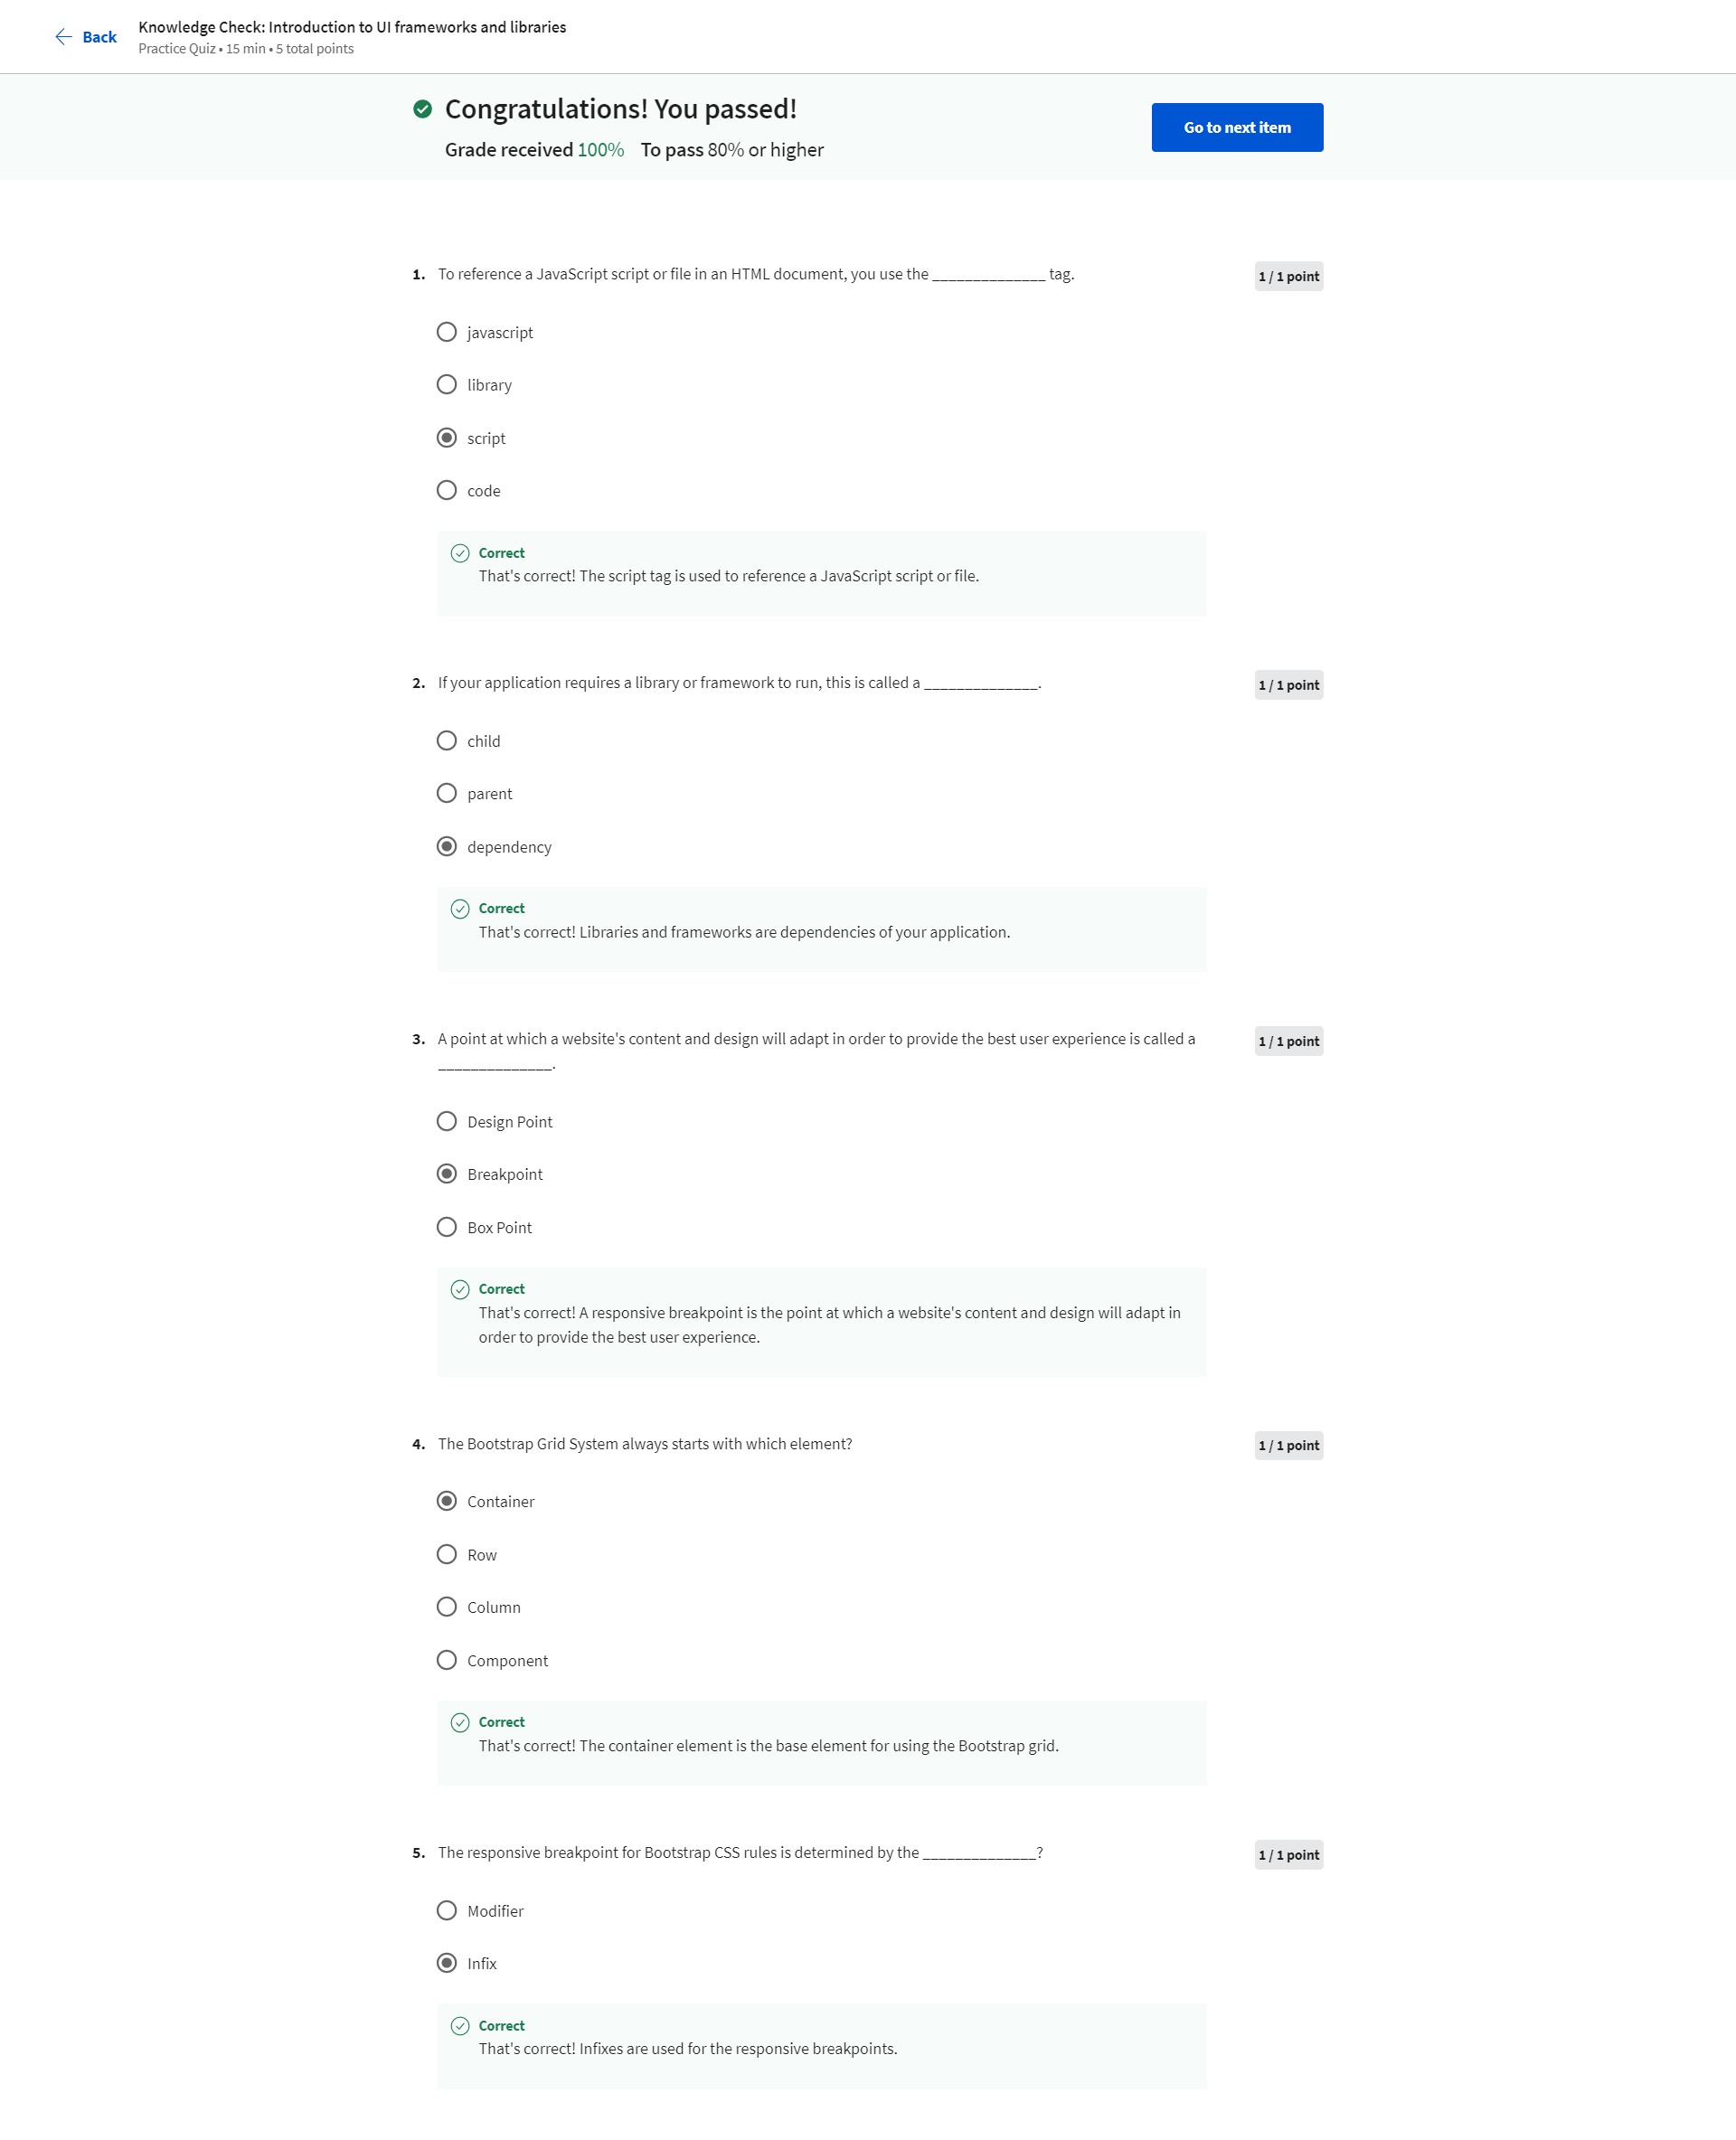 Back
Knowledge Check: Introduction to UI frameworks and libraries
Practice Quiz • 15 min • 5 total points
Congratulations! You passed!
Grade received 100% To pass 80% or higher
Go to next item
1. To reference a JavaScript script or file in an HTML document, you use the ______________ tag.
1 / 1 point
javascript
library
script
code
Correct
That's correct! The script tag is used to reference a JavaScript script or file.
2. If your application requires a library or framework to run, this is called a ______________.
1 / 1 point
child
parent
dependency
Correct
That's correct! Libraries and frameworks are dependencies of your application.
3. A point at which a website's content and design will adapt in order to provide the best user experience is called a
______________.
1 / 1 point
Design Point
Breakpoint
Box Point
Correct
That's correct! A responsive breakpoint is the point at which a website's content and design will adapt in
order to provide the best user experience.
4. The Bootstrap Grid System always starts with which element?
1 / 1 point
Container
Row
Column
Component
Correct
That's correct! The container element is the base element for using the Bootstrap grid.
5. The responsive breakpoint for Bootstrap CSS rules is determined by the ______________?
1 / 1 point
Modifier
Infix
Correct
That's correct! Infixes are used for the responsive breakpoints.